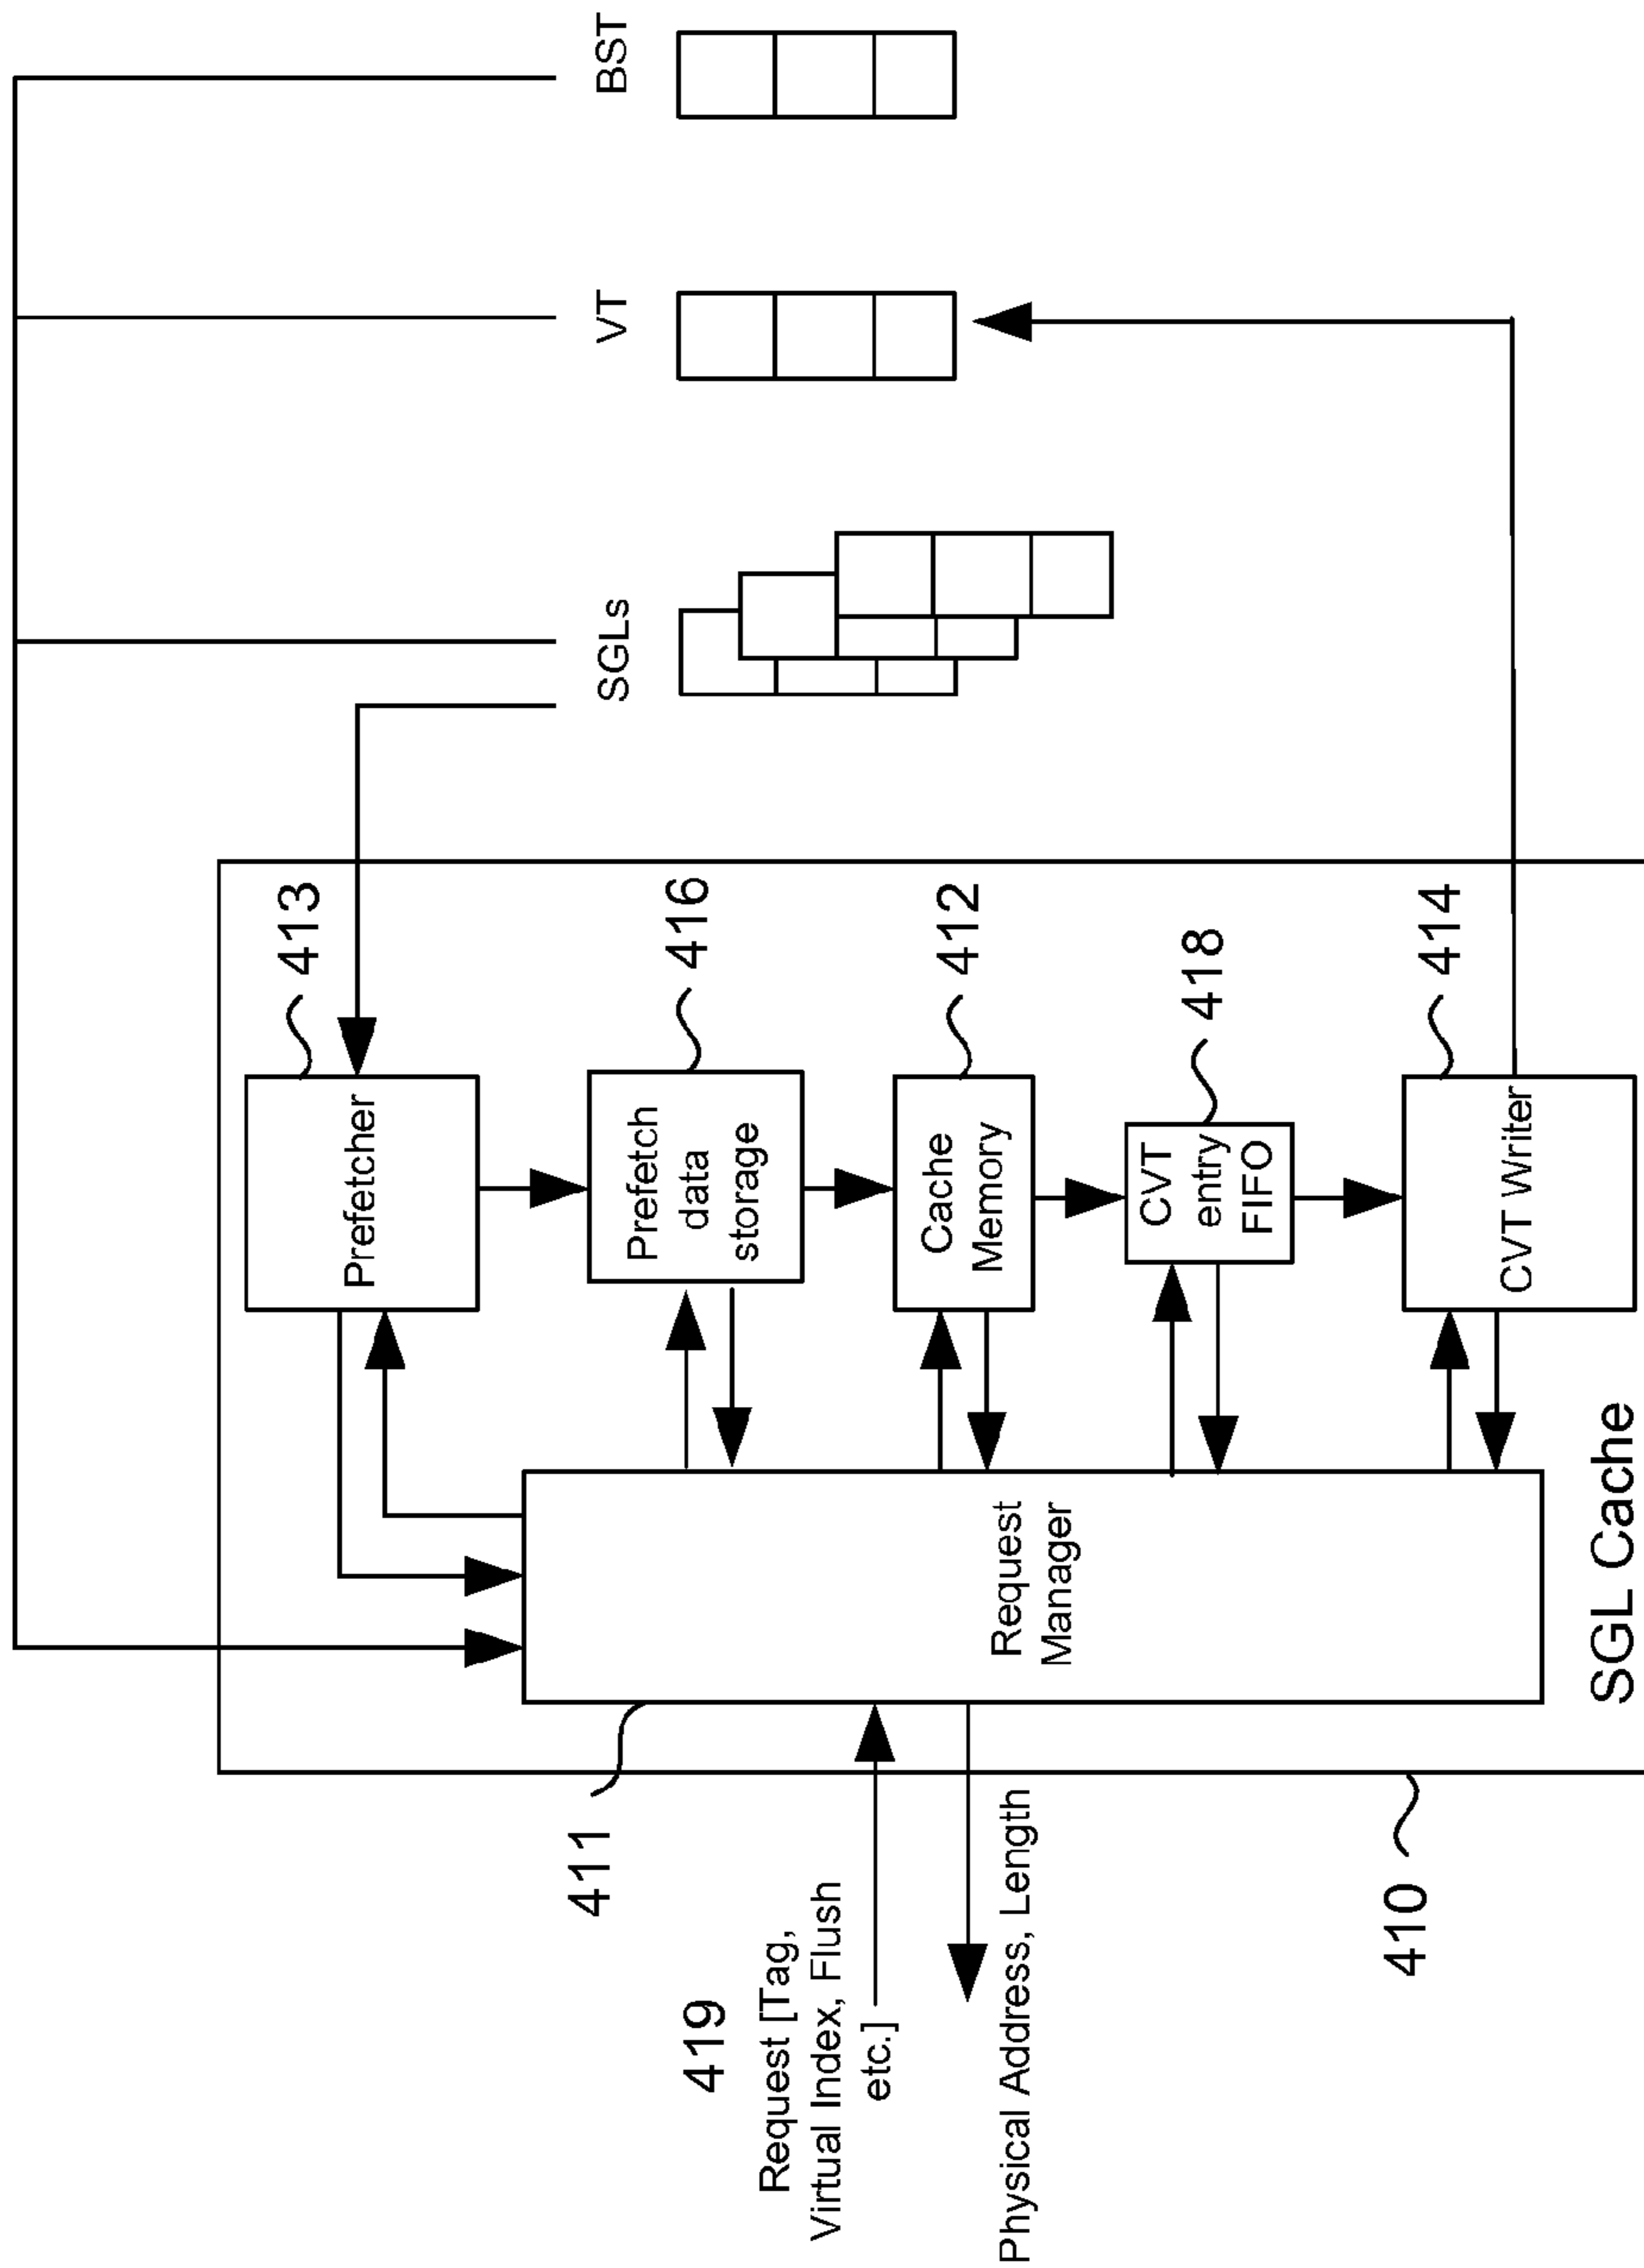 SGLs
VT
BST
Prefetcher
413
Prefetch
data
storage
416
Cache
Memory
412
CVT
entry
FIFO
418
CVT Writer
414
Request
Manager
411
419
Request [Tag,
Virtual Index, Flush
etc.]
Physical Address, Length
410
SGL Cache